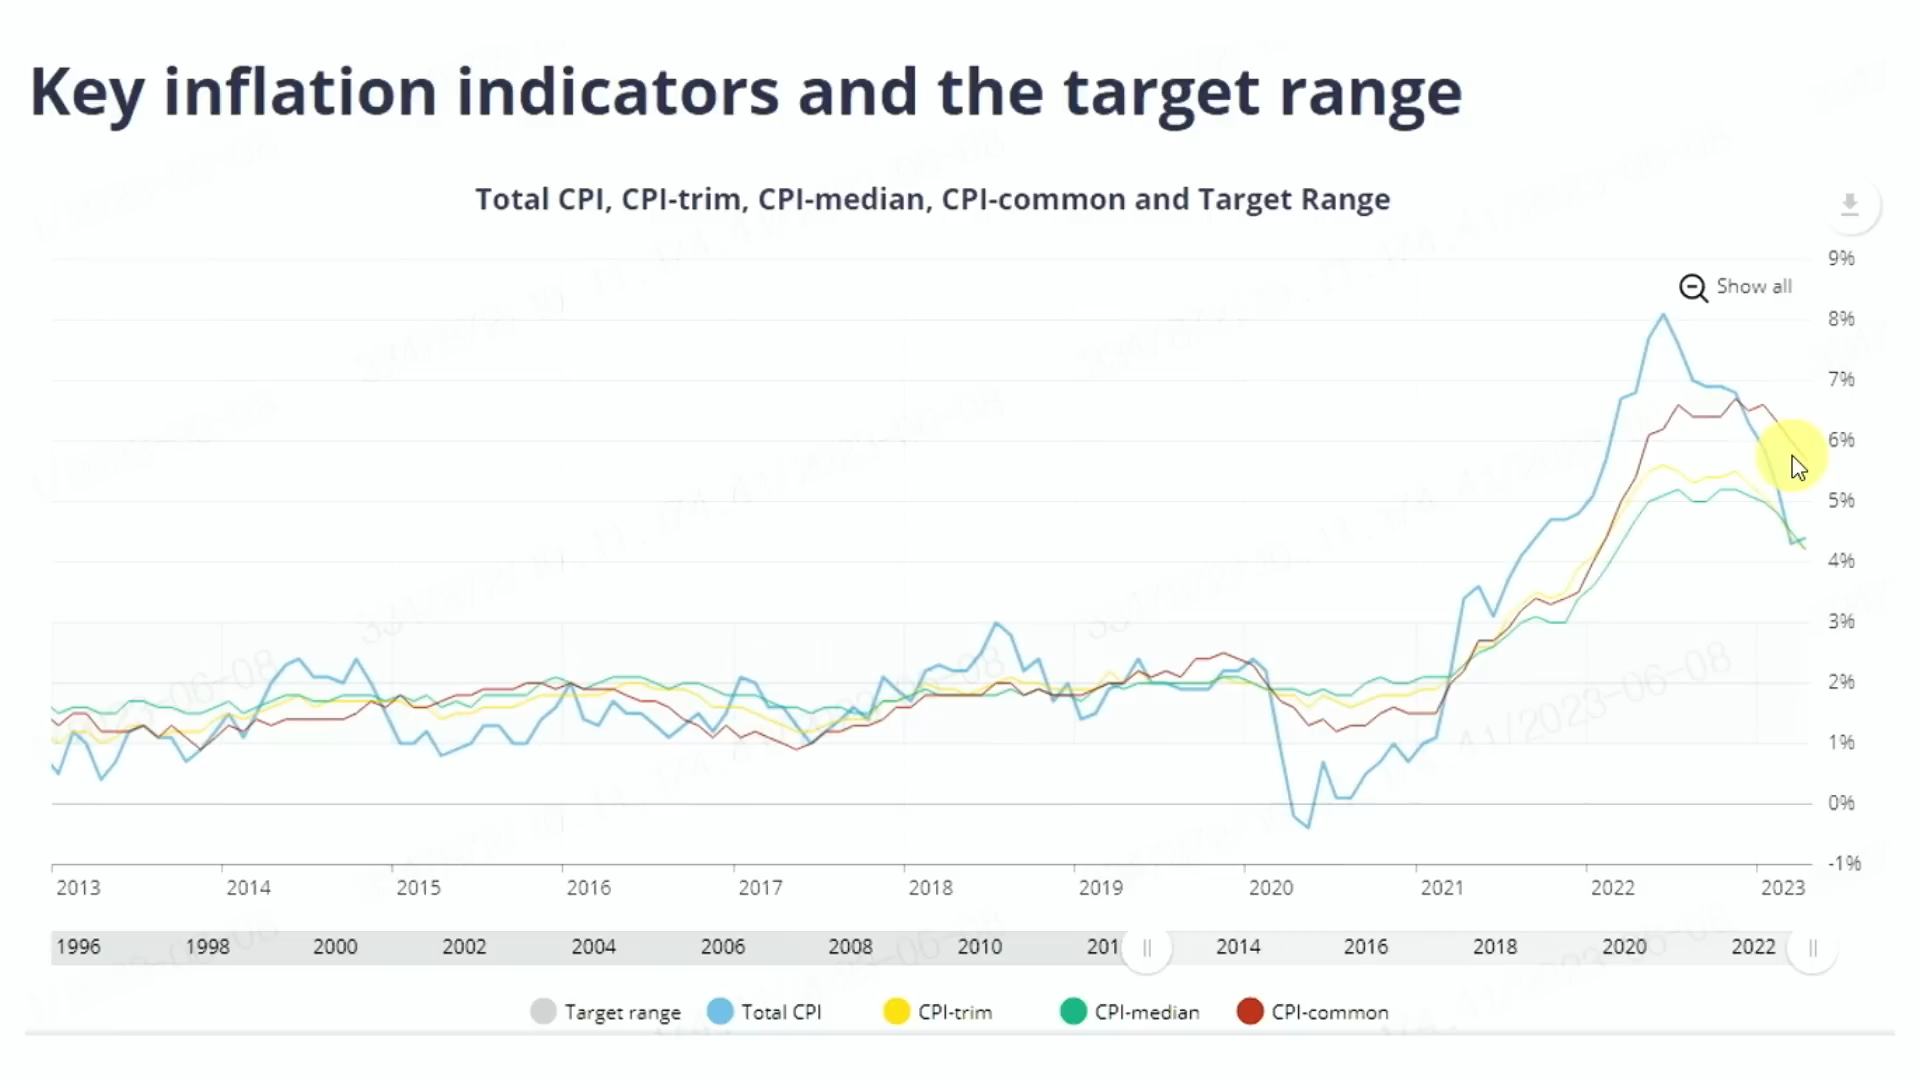 Key inflation indicators and the target range
Total CPI, CPI-trim, CPI-median, CPI-common and Target Range
9%
Show all
8%
7%
6%
5%
4%
3%
2%
1%
0%
-1%
2013 2014 2015 2016 2017 2018 2019 2020 2021 2022 2023
1996 1998 2000 2002 2004 2006 2008 2010 201 2014 2016 2018 2020 2022
Target range Total CPI CPI-trim CPI-median CPI-common